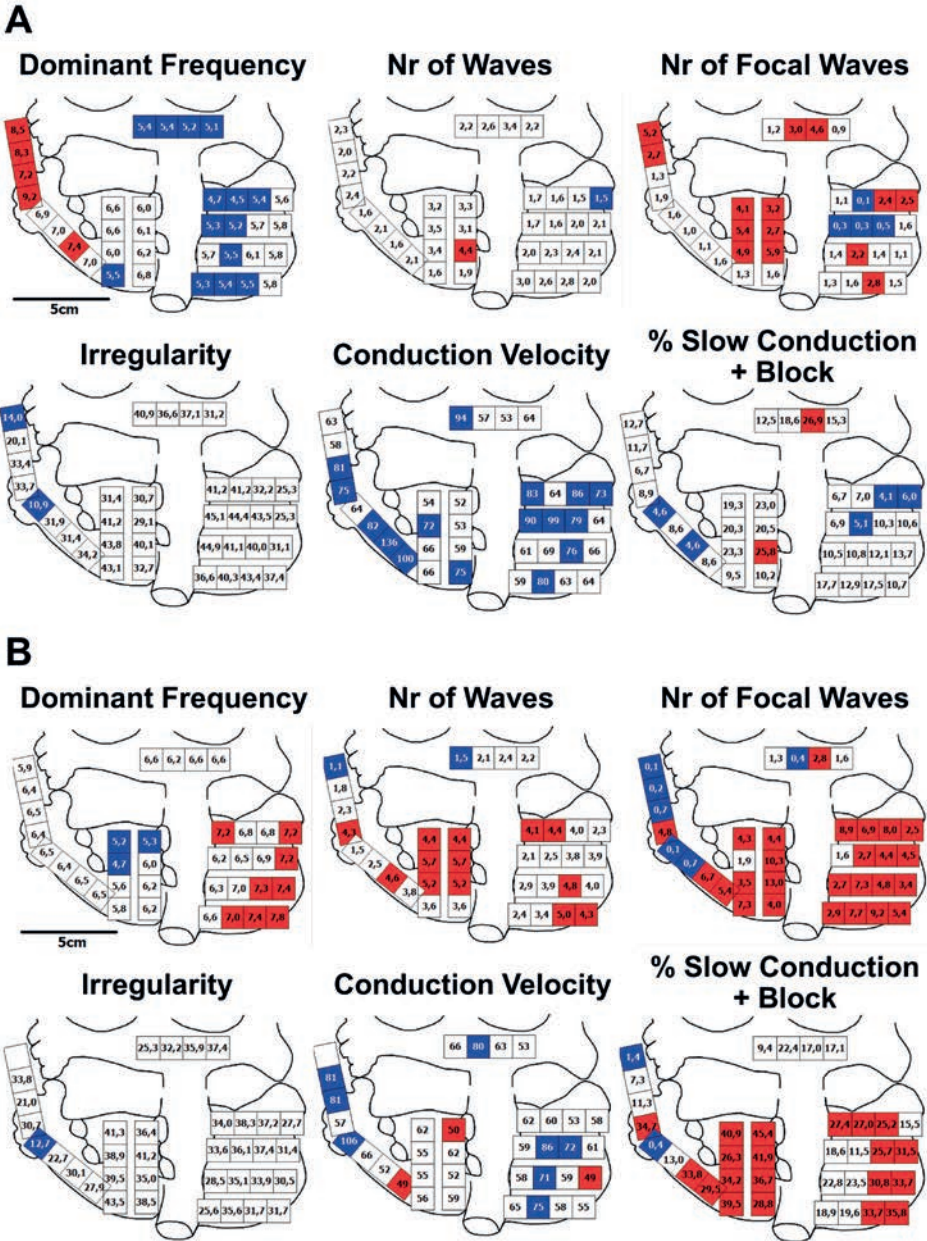 A
Dominant Frequency
5,4 5,4 5,2 5,1
8,5
8,3
7,2
9,2
6,9
7,0
7,4
7,0
5,5
6,6 6,0
6,6 6,1
6,0 6,2
6,8
4,7 4,5 5,4 5,6
5,3 5,2 5,7 5,8
5,7 5,5 6,1 5,8
5,3 5,4 5,5 5,8
5cm
Nr of Waves
2,2 2,6 3,4 2,2
2,3
2,0
2,2
2,4
1,6
2,1
1,6
2,1
3,2 3,3
3,5 3,1
3,4 4,4
1,6 1,9
1,7 1,6 1,5 1,5
1,7 1,6 2,0 2,1
2,0 2,3 2,4 2,1
3,0 2,6 2,8 2,0
Nr of Focal Waves
1,2 3,0 4,6 0,9
5,2
2,7
1,3
1,9
1,6
1,0
1,1
1,6
4,1 3,2
5,4 2,7
4,9 5,9
1,3 1,6
1,1 0,1 2,4 2,5
0,3 0,3 0,5 1,6
1,4 2,2 1,4 1,1
1,3 1,6 2,8 1,5
Irregularity
40,9 36,6 37,1 31,2
14,0
20,1
33,4
33,7
10,9
31,9
31,4
34,2
31,4 30,7
41,2 29,1
43,8 40,1
43,1 32,7
41,2 41,2 32,2 25,3
45,1 44,4 43,5 25,3
44,9 41,1 40,0 31,1
36,6 40,3 43,4 37,4
Conduction Velocity
94 57 53 64
63
58
81
75
64
82
136
100
54 52
72 53
66 59
66 75
83 64 86 73
90 99 79 64
61 69 76 66
59 80 63 64
% Slow Conduction
+ Block
12,5 18,6 26,9 15,3
12,7
11,7
6,7
8,9
4,6
8,6
4,6
8,6
19,3 23,0
20,3 20,5
23,3 25,8
9,5 10,2
6,7 7,0 4,1 6,0
6,9 5,1 10,3 10,6
10,5 10,8 12,1 13,7
17,7 12,9 17,5 10,7
B
Dominant Frequency
6,6 6,2 6,6 6,6
5,9
6,4
6,5
6,4
6,5
6,4
6,5
6,5
5,2 5,3
4,7 6,0
5,6 6,2
5,8 6,2
7,2 6,8 6,8 7,2
6,2 6,5 6,9 7,2
6,3 7,0 7,3 7,4
6,6 7,0 7,4 7,8
5cm
Nr of Waves
1,5 2,1 2,4 2,2
1,1
1,8
2,3
4,3
1,5
2,5
4,6
3,8
4,4 4,4
5,7 5,7
5,2 5,2
3,6 3,6
4,1 4,4 4,0 2,3
2,1 2,5 3,8 3,9
2,9 3,9 4,8 4,0
2,4 3,4 5,0 4,3
Nr of Focal Waves
1,3 0,4 2,8 1,6
0,1
0,2
0,7
4,8
0,1
0,7
6,7
5,4
4,3 4,4
1,9 10,3
3,5 13,0
7,3 4,0
8,9 6,9 8,0 2,5
1,6 2,7 4,4 4,5
2,7 7,3 4,8 3,4
2,9 7,7 9,2 5,4
Irregularity
25,3 32,2 35,9 37,4
33,8
21,0
30,7
12,7
22,7
30,1
27,9
41,3 36,4
38,9 41,2
39,5 35,0
43,5 38,5
34,0 38,3 37,2 27,7
33,6 36,1 37,4 31,4
28,5 35,1 33,9 30,5
25,6 35,6 31,7 31,7
Conduction Velocity
66 80 63 53
81
81
57
106
66
52
49
62 50
55 62
55 52
56 59
62 60 53 58
59 86 72 61
58 71 59 49
65 75 58 55
% Slow Conduction
+ Block
9,4 22,4 17,0 17,1
1,4
7,3
11,3
34,7
0,4
13,0
33,8
29,5
40,9 45,4
26,3 41,9
34,2 36,7
39,5 28,8
27,4 27,0 25,2 15,5
18,6 11,5 25,7 31,5
22,8 23,5 30,8 33,7
18,9 19,6 33,7 35,8